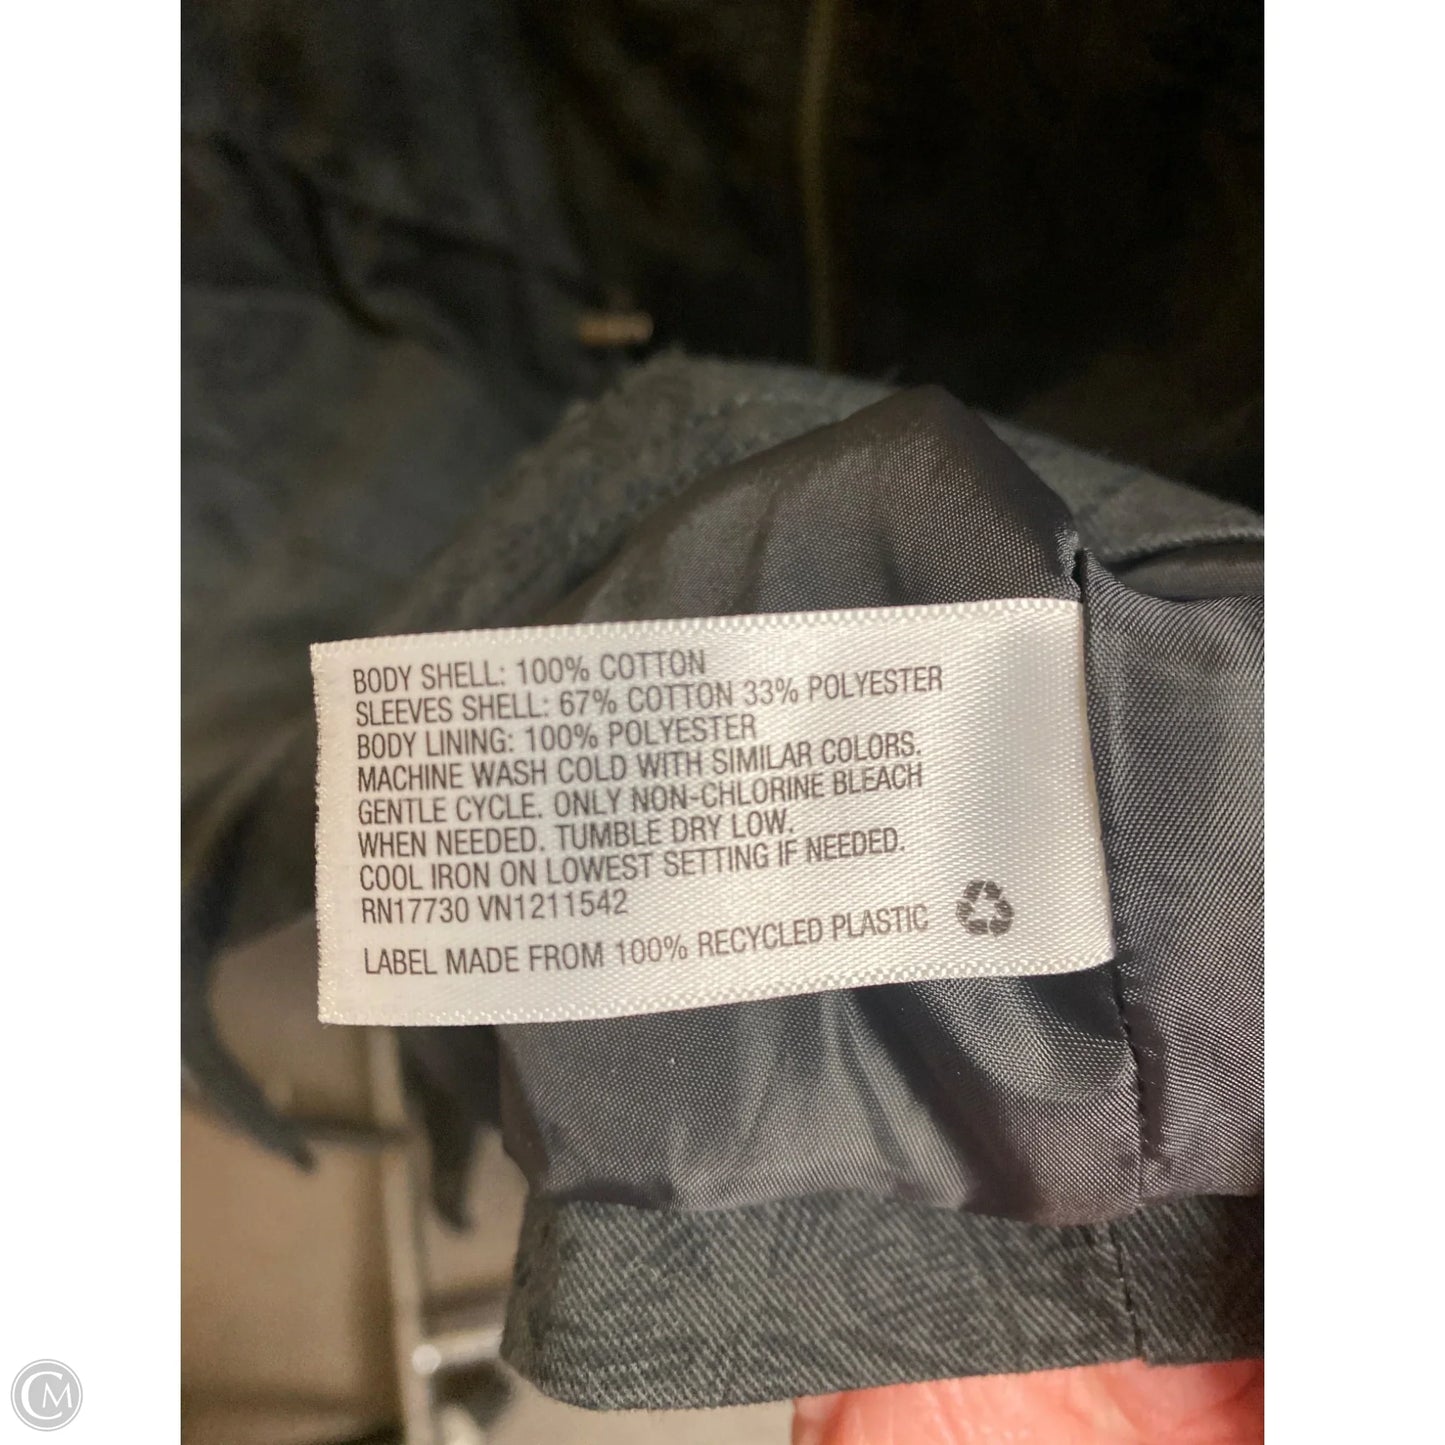 BODY SHELL: 100% COTTON
SLEEVES SHELL: 67% COTTON 33% POLYESTER
BODY LINING: 100% POLYESTER
MACHINE WASH COLD WITH SIMILAR COLORS.
GENTLE CYCLE. ONLY NON-CHLORINE BLEACH
WHEN NEEDED. TUMBLE DRY LOW.
COOL IRON ON LOWEST SETTING IF NEEDED.
RN17730 VN1211542
LABEL MADE FROM 100% RECYCLED PLASTIC
CM